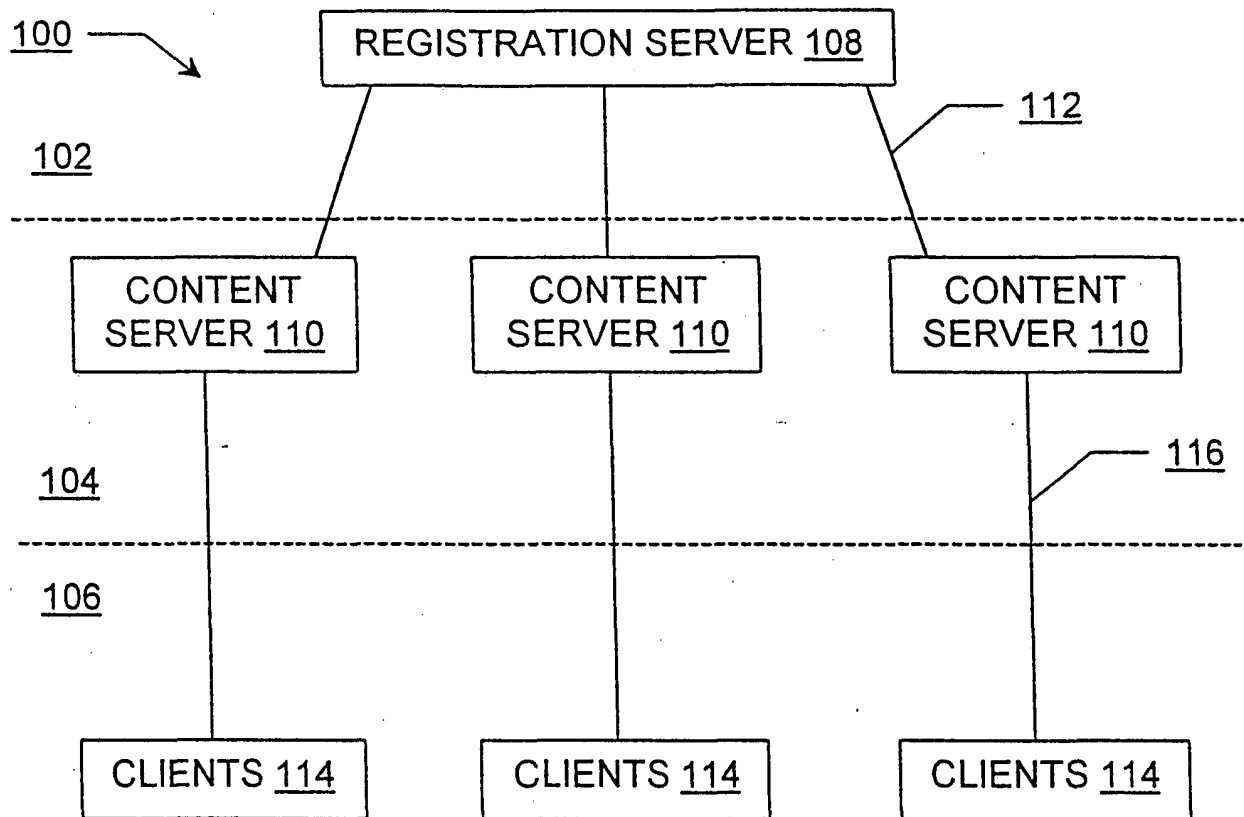 100
REGISTRATION SERVER 108
112
102
CONTENT
SERVER 110
CONTENT
SERVER 110
CONTENT
SERVER 110
116
104
106
CLIENTS 114
CLIENTS 114
CLIENTS 114